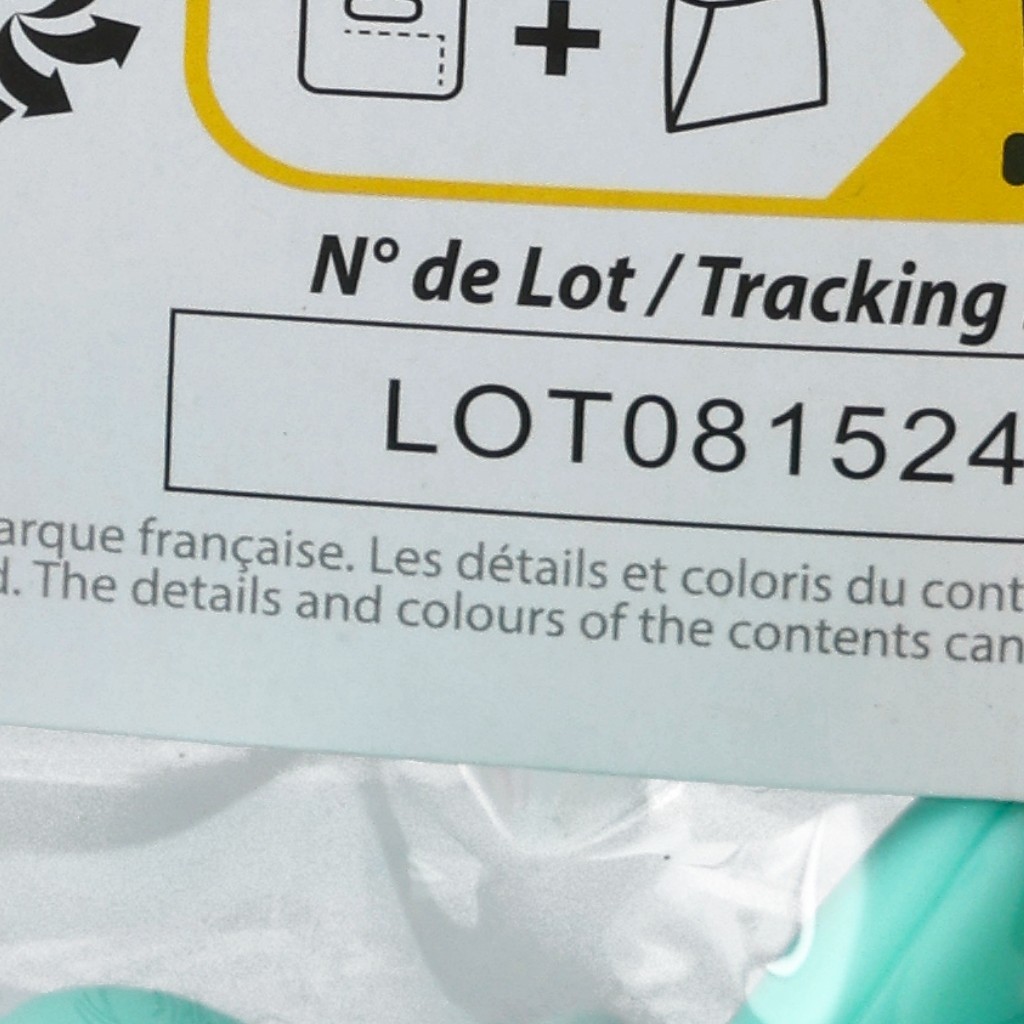 N° de Lot / Tracking
LOT081524
arque française. Les détails et coloris du cont
d. The details and colours of the contents can